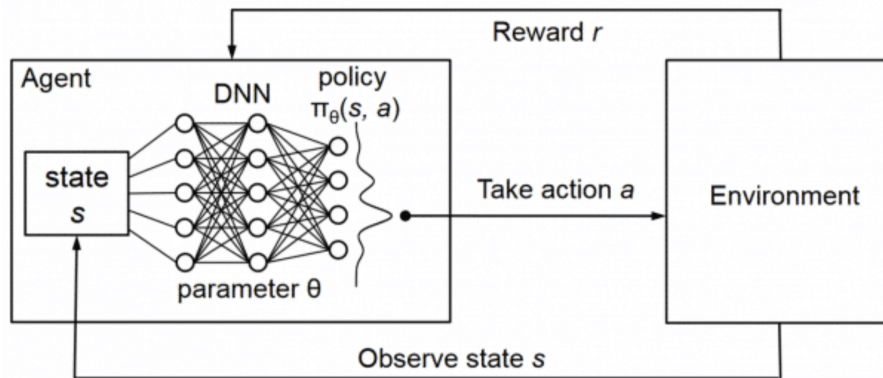 Reward r
Agent
policy
DNN
πθ(s, a)
state
s
Take action a
Environment
parameter θ
Observe state s